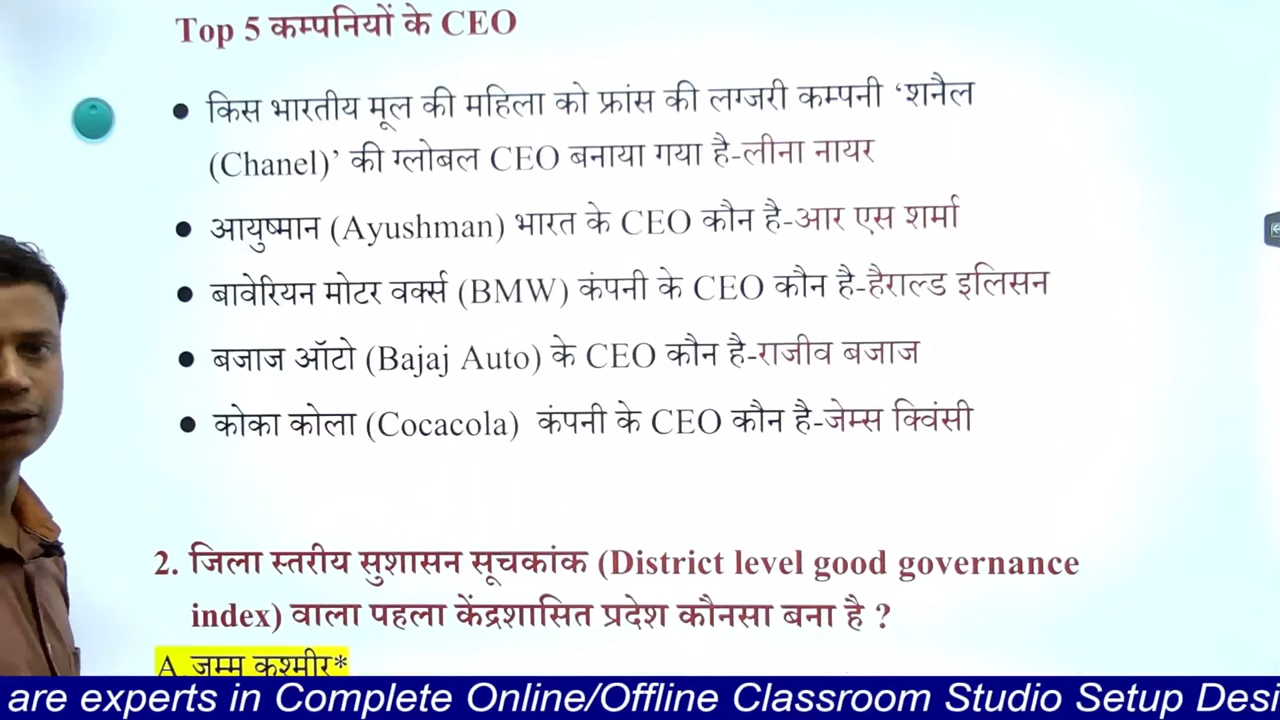 Top 5 कम्पनियों के CEO
● किस भारतीय मूल की महिला को फ्रांस की लग्जरी कम्पनी ‘शनैल
(Chanel)’ की ग्लोबल CEO बनाया गया है-लीना नायर
● आयुष्मान (Ayushman) भारत के CEO कौन है-आर एस शर्मा
● बावेरियन मोटर वर्क्स (BMW) कंपनी के CEO कौन है-हैराल्ड इलिसन
● बजाज ऑटो (Bajaj Auto) के CEO कौन है-राजीव बजाज
● कोका कोला (Cocacola) कंपनी के CEO कौन है-जेम्स क्विंसी
2. जिला स्तरीय सुशासन सूचकांक (District level good governance
index) वाला पहला केंद्रशासित प्रदेश कौनसा बना है ?
A. जम्मू कश्मीर*
are experts in Complete Online/Offline Classroom Studio Setup Desi